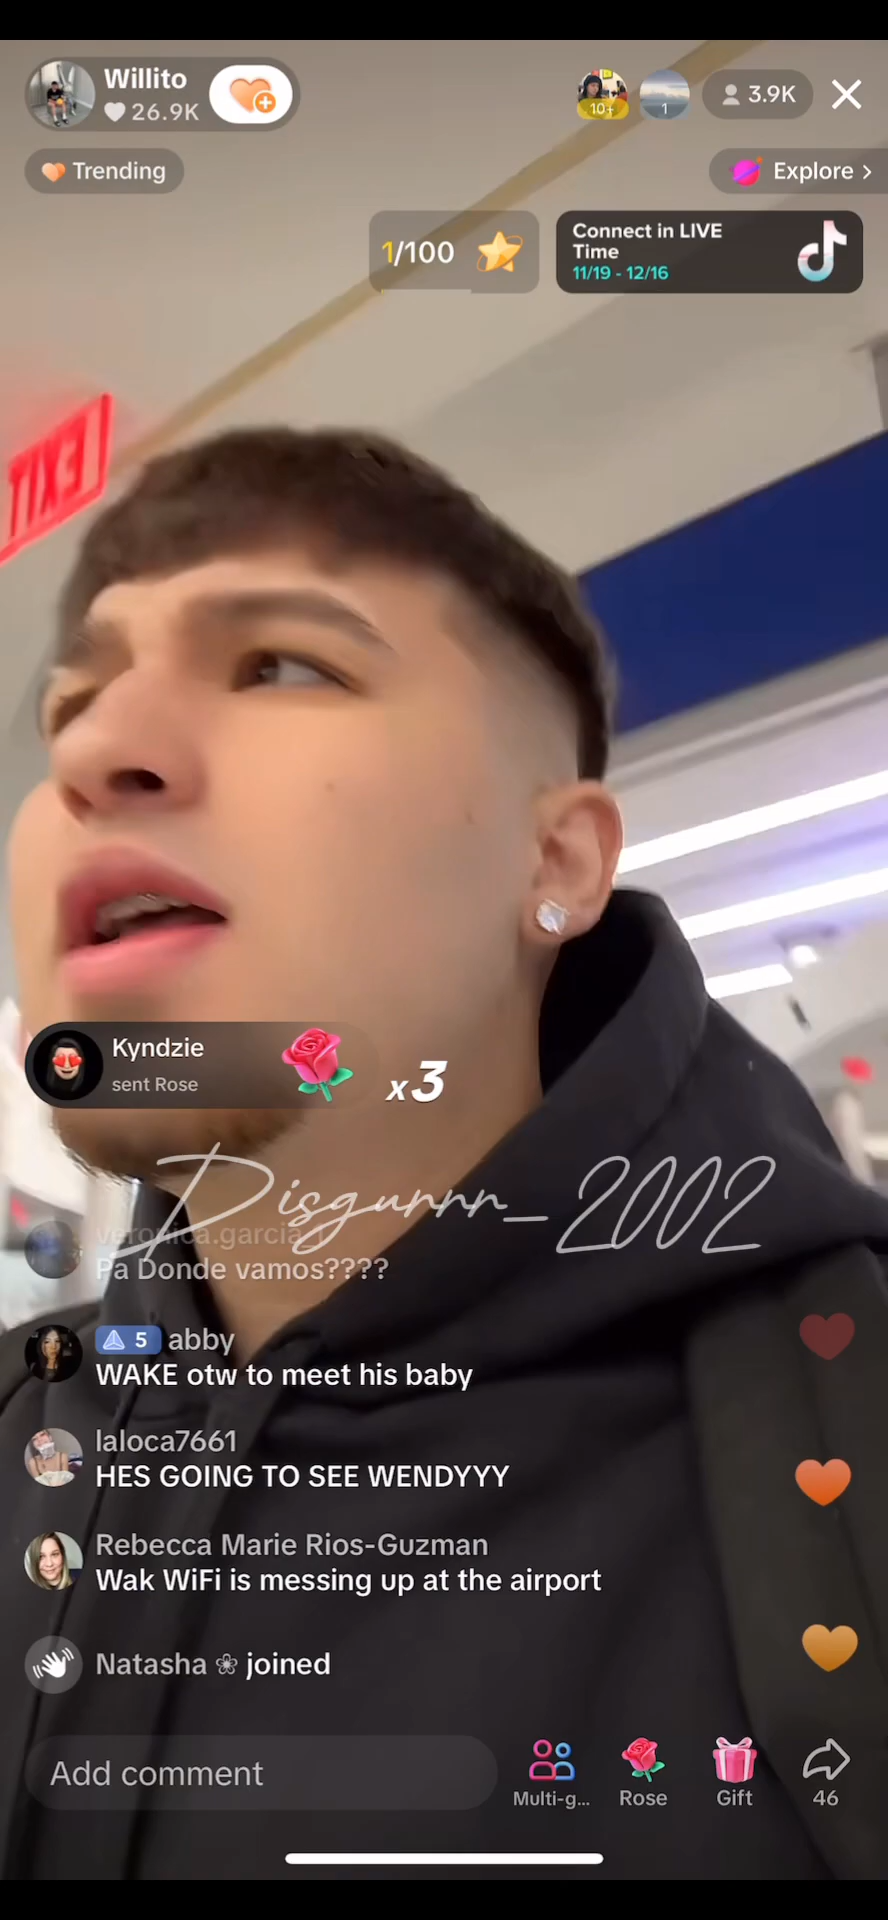 Willito
26.9K
10+
1
3.9K
Trending
Explore >
1/100
Connect in LIVE
Time
11/19 - 12/16
EXIT
Kyndzie
sent Rose
x3
Disgurnn_2002
veronica.garcia
Pa Donde vamos????
5 abby
WAKE otw to meet his baby
laloca7661
HES GOING TO SEE WENDYYY
Rebecca Marie Rios-Guzman
Wak WiFi is messing up at the airport
Natasha ❀ joined
Add comment
Multi-g...
Rose
Gift
46